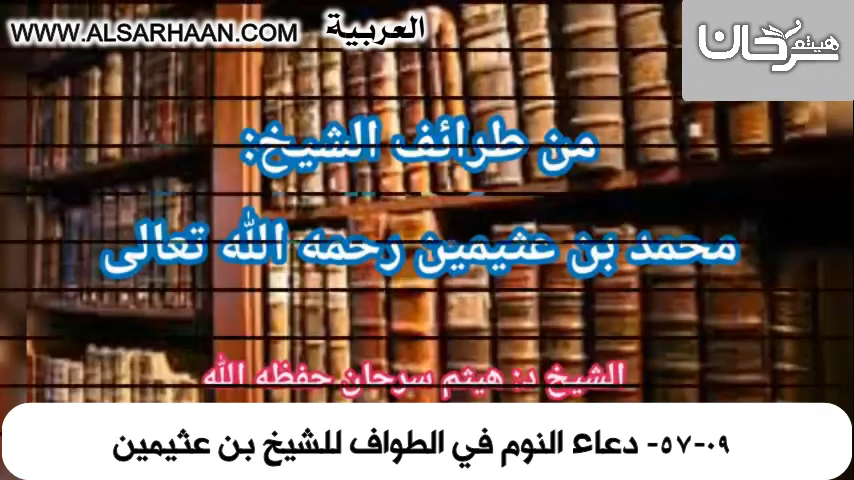 WWW.ALSARHAAN.COM العربية
هيثم سرحان
من طرائف الشيخ:
محمد بن عثيمين رحمه الله تعالى
الشيخ د: هيثم سرحان حفظه الله
٠٩-٥٧- دعاء النوم في الطواف للشيخ بن عثيمين